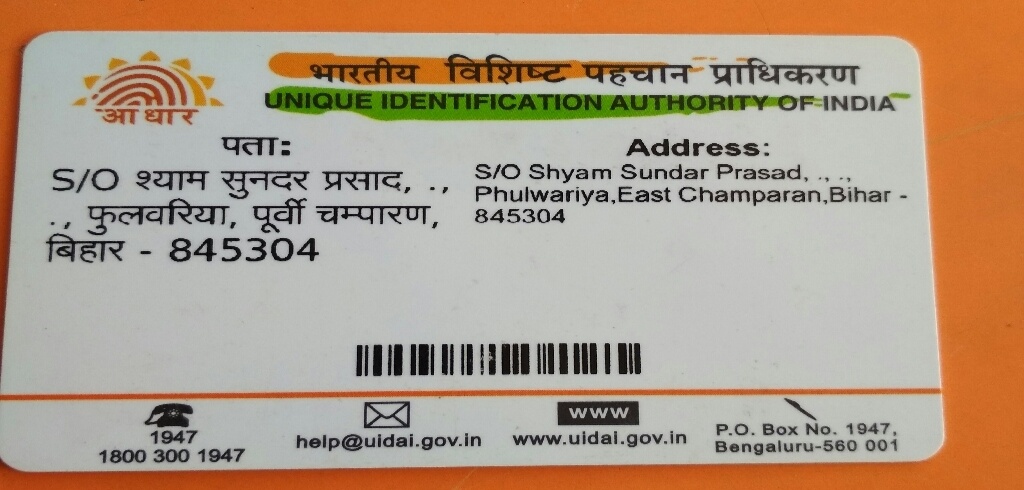 भारतीय विशिष्ट पहचान प्राधिकरण
UNIQUE IDENTIFICATION AUTHORITY OF INDIA
आधार
पता:
S/O श्याम सुनदर प्रसाद, .,
., फुलवरिया, पूर्वी चम्पारण,
बिहार - 845304
Address:
S/O Shyam Sundar Prasad, ., .,
Phulwariya,East Champaran,Bihar -
845304
1947
1800 300 1947
help@uidai.gov.in
www
www.uidai.gov.in
P.O. Box No. 1947,
Bengaluru-560 001